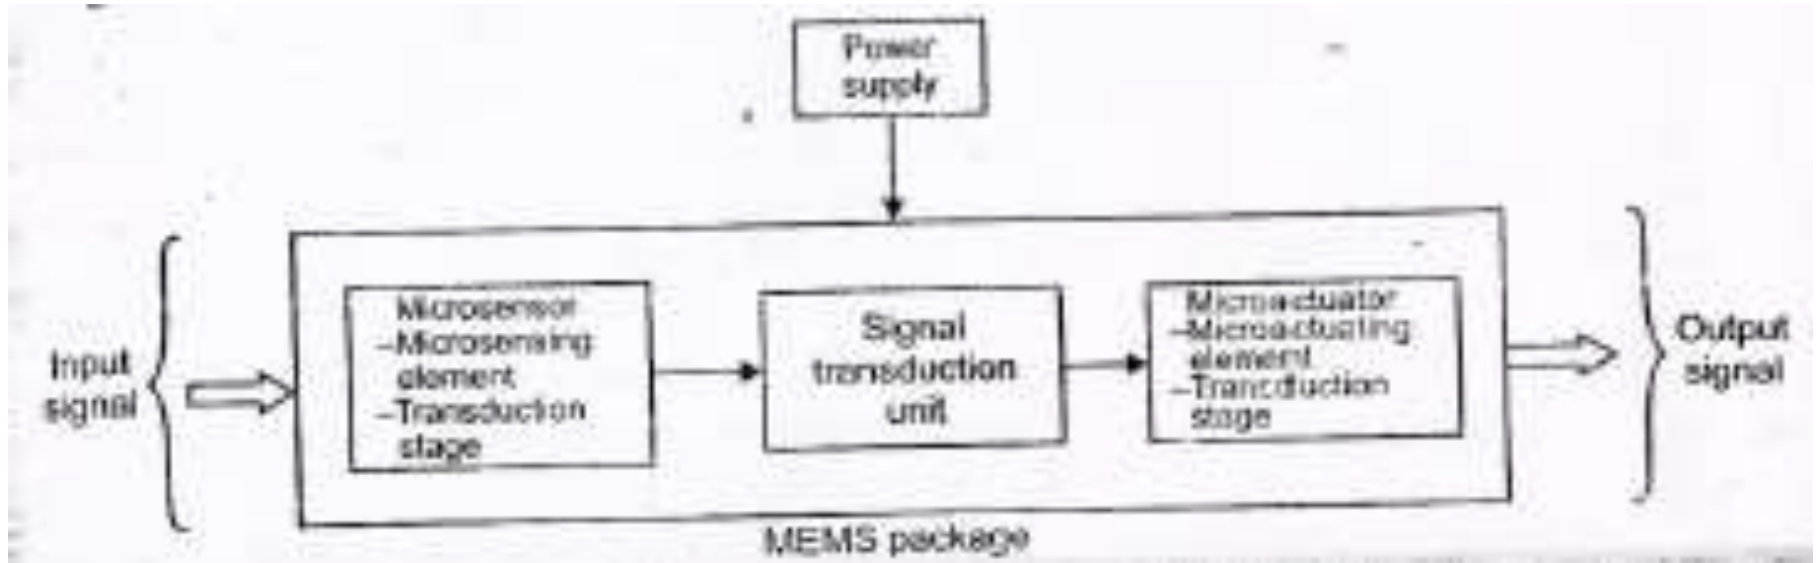 Power
supply
Input
signal
Microsensor
–Microsensing
element
–Transduction
stage
Signal
transduction
unit
Microactuator
–Microactuating
element
–Transduction
stage
Output
signal
MEMS package